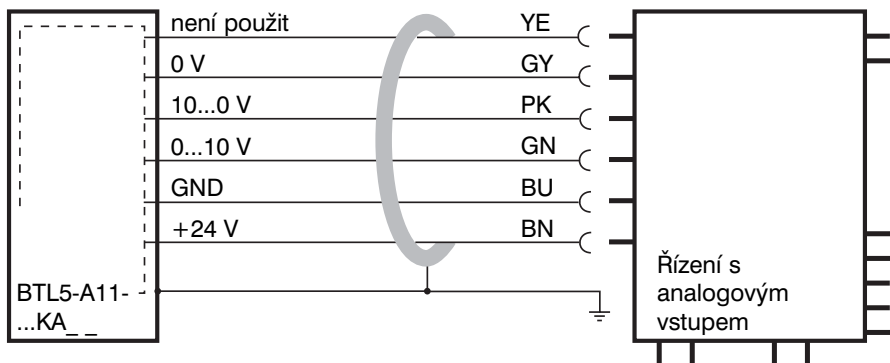 není použit YE
0 V GY
10...0 V PK
0...10 V GN
GND BU
+24 V BN
BTL5-A11-
...KA_ _
Řízení s
analogovým
vstupem